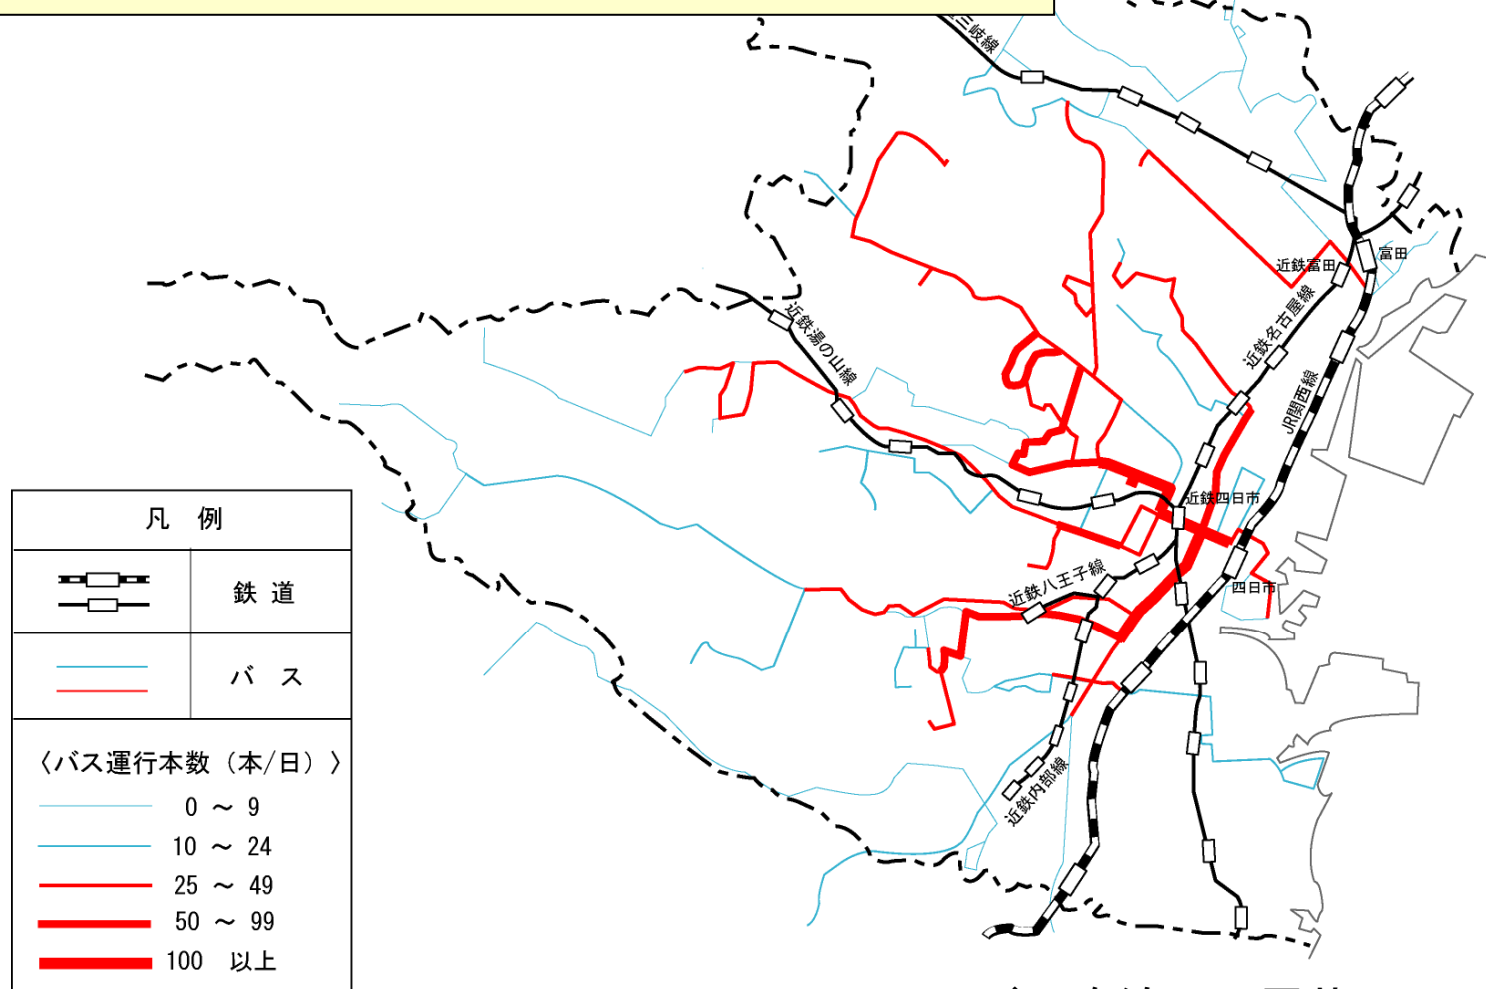 三岐線
富田
近鉄富田
近鉄名古屋線
近鉄湯の山線
JR関西線
近鉄四日市
四日市
近鉄八王子線
近鉄内部線
凡 例
鉄 道
バ ス
〈バス運行本数（本/日）〉
0 ～ 9
10 ～ 24
25 ～ 49
50 ～ 99
100 以上